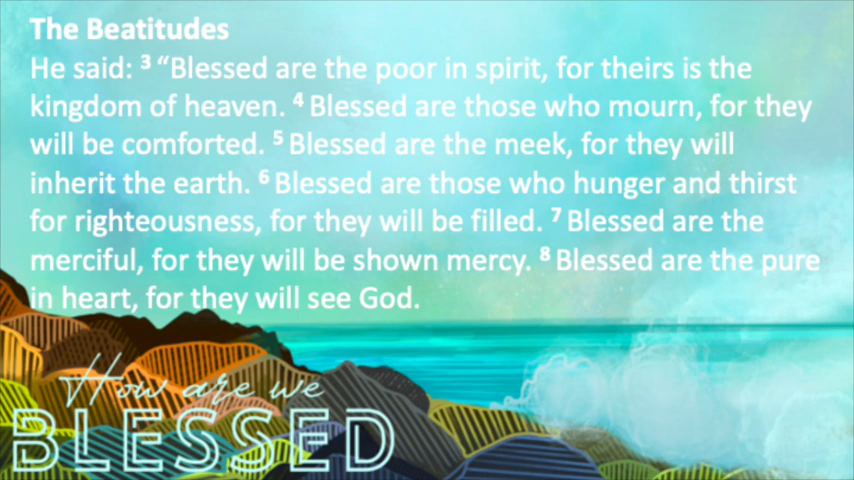 The Beatitudes
He said: 3 “Blessed are the poor in spirit, for theirs is the
kingdom of heaven. 4 Blessed are those who mourn, for they
will be comforted. 5 Blessed are the meek, for they will
inherit the earth. 6 Blessed are those who hunger and thirst
for righteousness, for they will be filled. 7 Blessed are the
merciful, for they will be shown mercy. 8 Blessed are the pure
in heart, for they will see God.
How are we
BLESSED